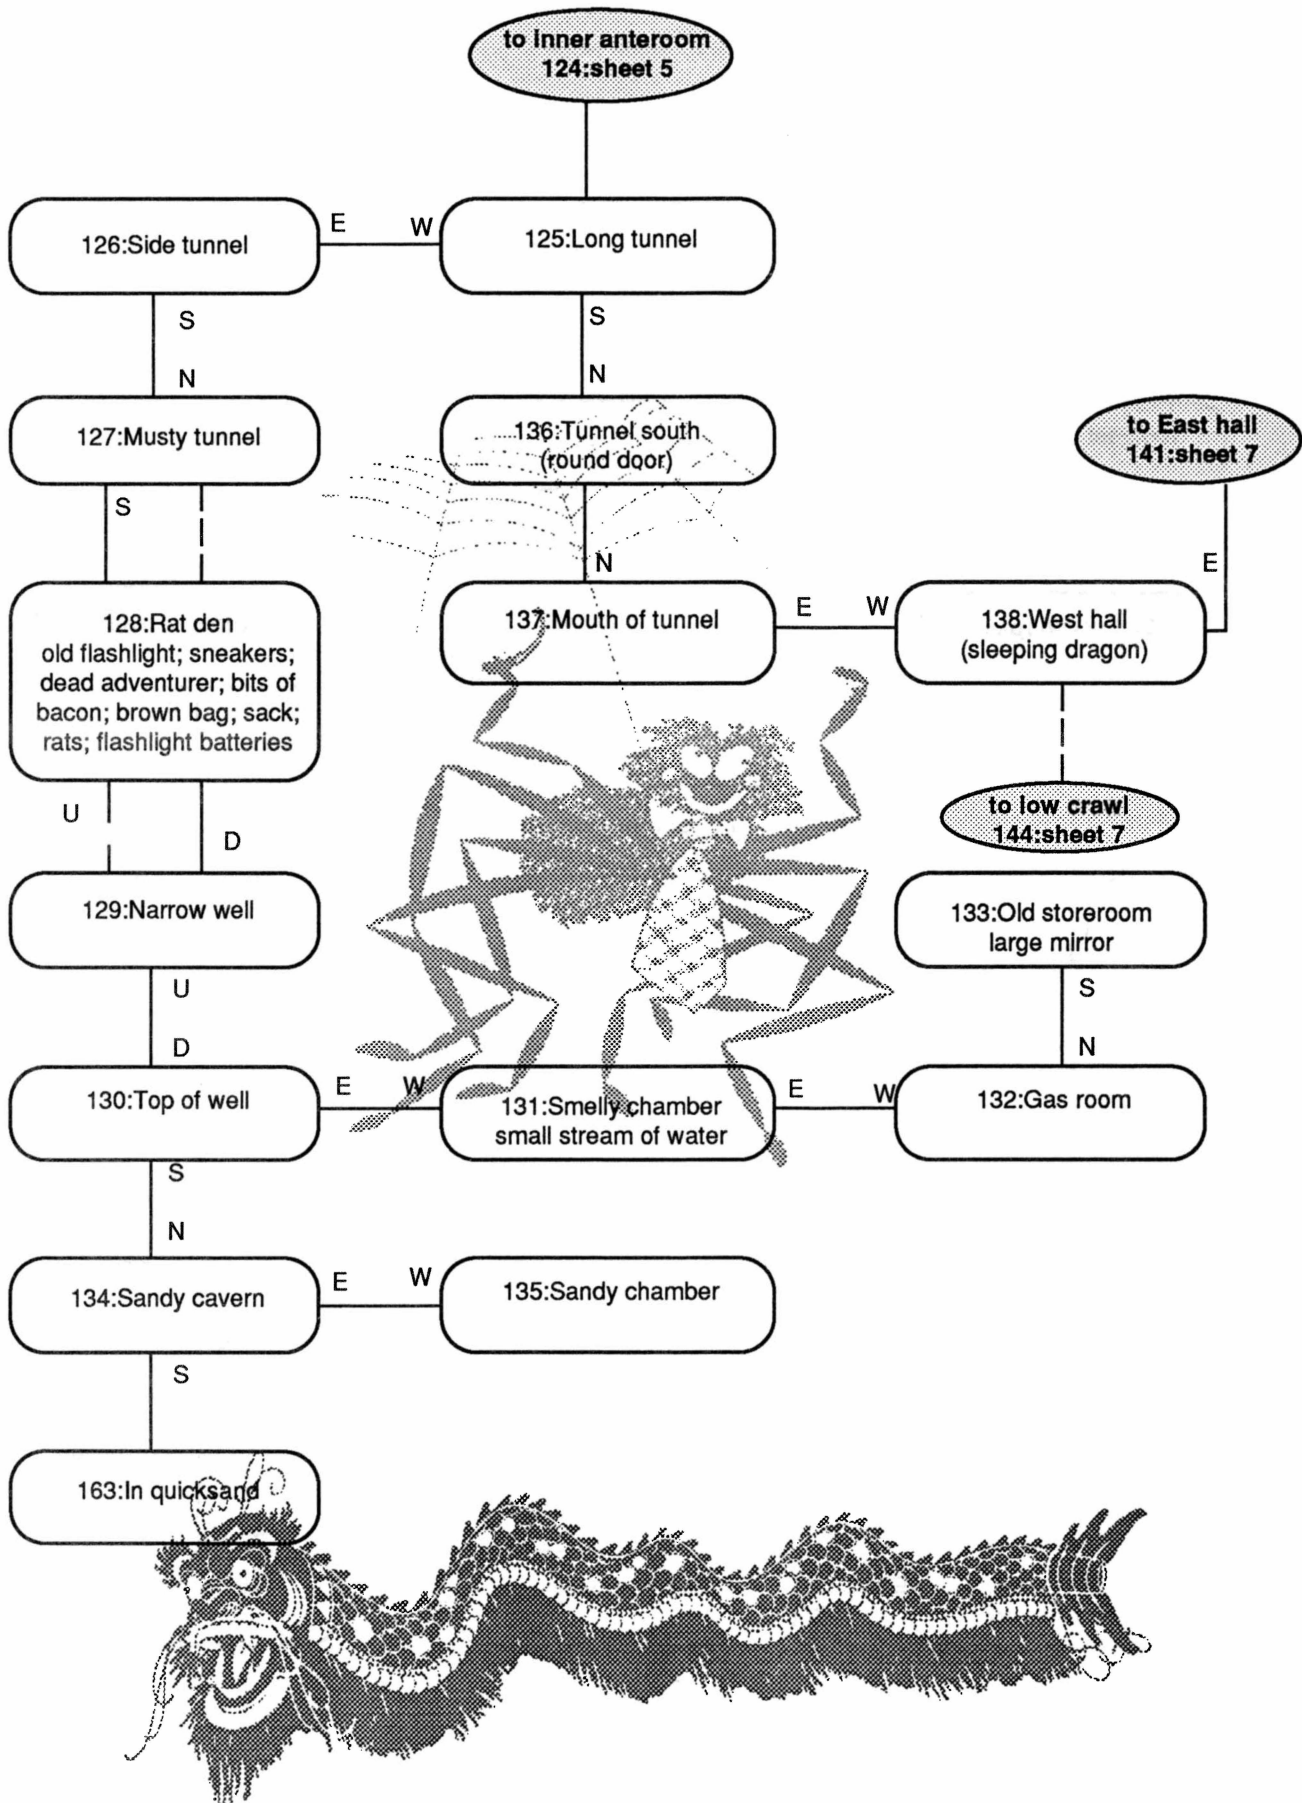 to Inner anteroom
124:sheet 5
126:Side tunnel
E
W
125:Long tunnel
S
S
N
N
127:Musty tunnel
136:Tunnel south
(round door)
to East hall
141:sheet 7
S
N
E
128:Rat den
old flashlight; sneakers;
dead adventurer; bits of
bacon; brown bag; sack;
rats; flashlight batteries
137:Mouth of tunnel
E
W
138:West hall
(sleeping dragon)
to low crawl
144:sheet 7
U
D
129:Narrow well
133:Old storeroom
large mirror
U
S
D
N
130:Top of well
E
W
131:Smelly chamber
small stream of water
E
W
132:Gas room
S
N
134:Sandy cavern
E
W
135:Sandy chamber
S
163:In quicksand